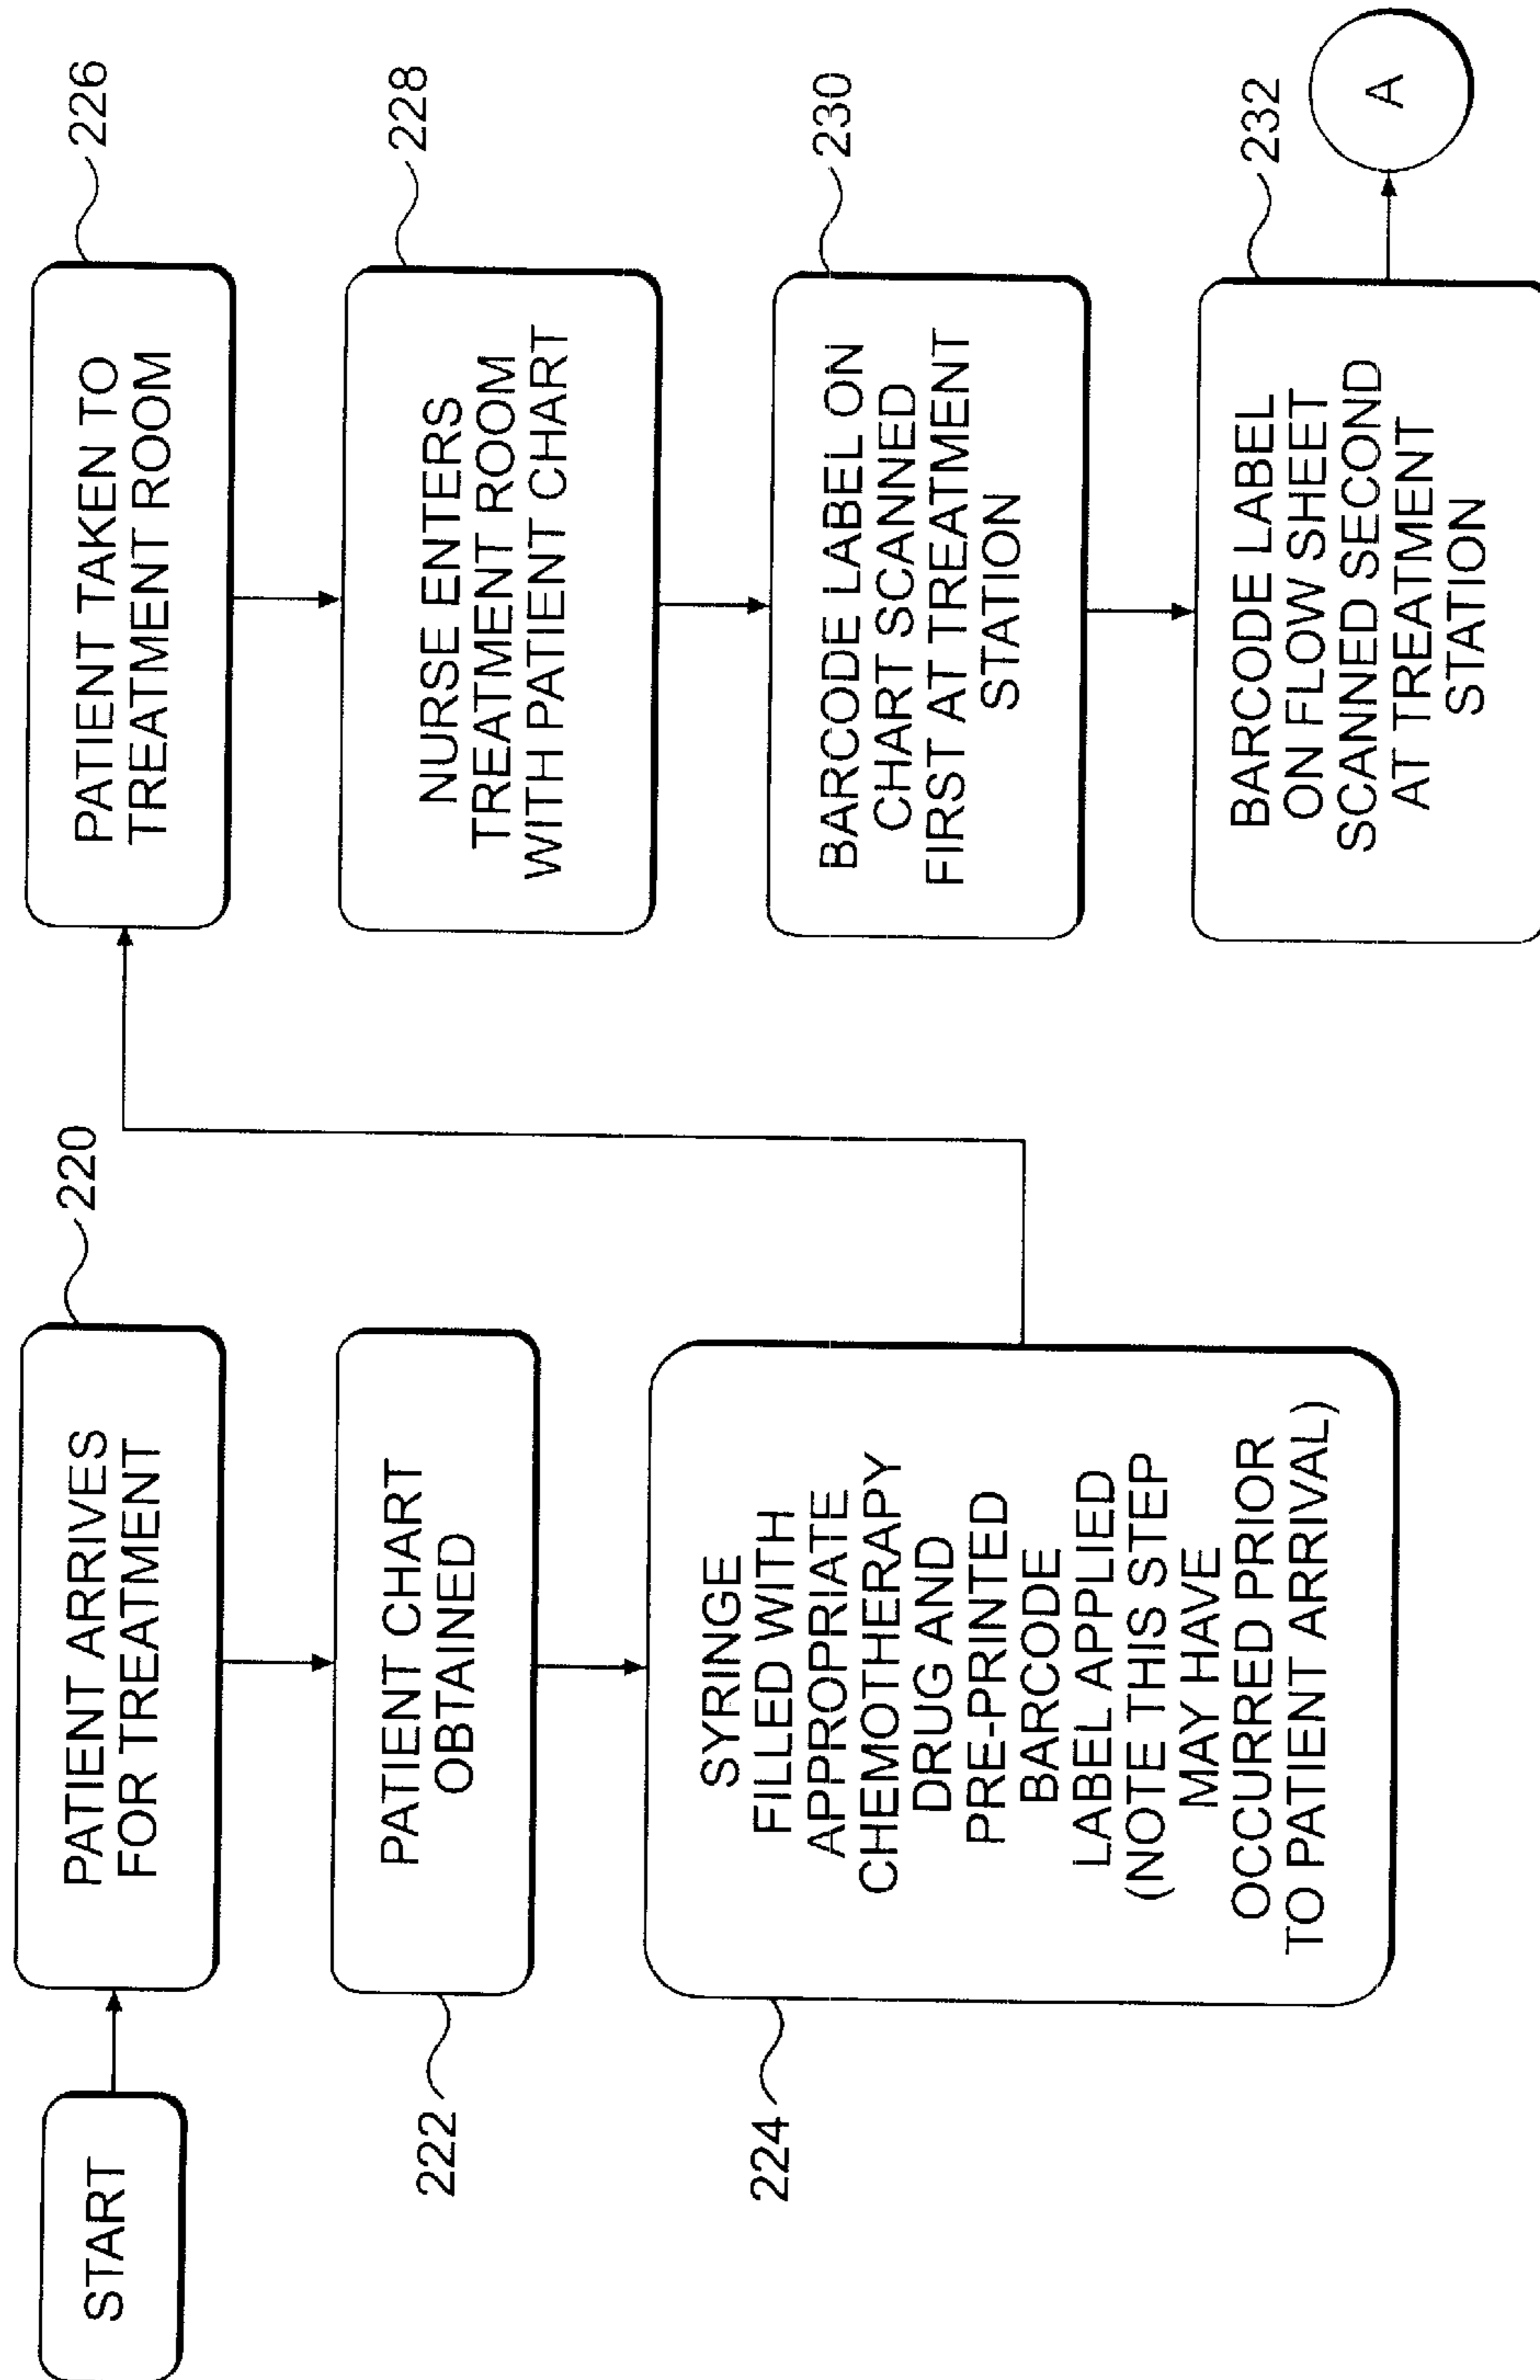 START
PATIENT ARRIVES
FOR TREATMENT
220
PATIENT CHART
OBTAINED
222
SYRINGE
FILLED WITH
APPROPRIATE
CHEMOTHERAPY
DRUG AND
PRE-PRINTED
BARCODE
LABEL APPLIED
(NOTE THIS STEP
MAY HAVE
OCCURRED PRIOR
TO PATIENT ARRIVAL)
224
PATIENT TAKEN TO
TREATMENT ROOM
226
NURSE ENTERS
TREATMENT ROOM
WITH PATIENT CHART
228
BARCODE LABEL ON
CHART SCANNED
FIRST AT TREATMENT
STATION
230
BARCODE LABEL
ON FLOW SHEET
SCANNED SECOND
AT TREATMENT
STATION
232
A